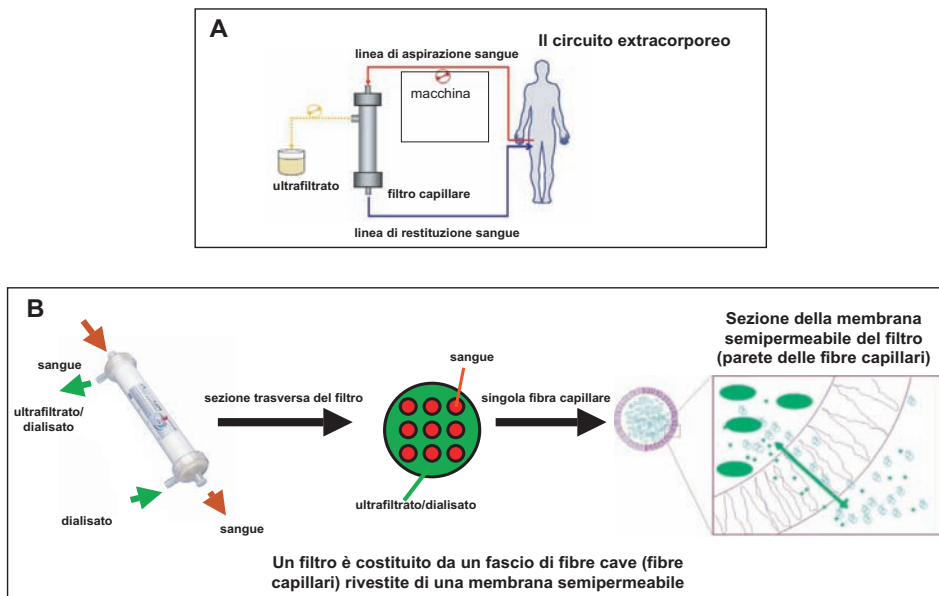 A
Il circuito extracorporeo
linea di aspirazione sangue
macchina
ultrafiltrato
filtro capillare
linea di restituzione sangue
B
Sezione della membrana
semipermeabile del filtro
(parete delle fibre capillari)
sangue
ultrafiltrato/
dialisato
sezione trasversa del filtro
sangue
singola fibra capillare
dialisato
sangue
ultrafiltrato/dialisato
Un filtro è costituito da un fascio di fibre cave (fibre
capillari) rivestite di una membrana semipermeabile